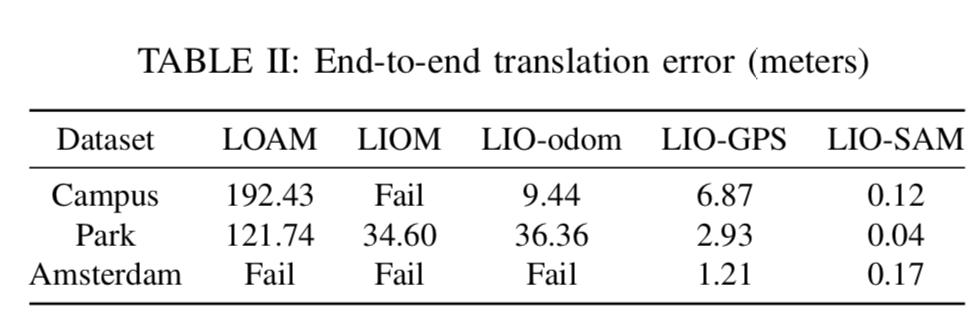 TABLE II: End-to-end translation error (meters)
Dataset LOAM LIOM LIO-odom LIO-GPS LIO-SAM
Campus 192.43 Fail 9.44 6.87 0.12
Park 121.74 34.60 36.36 2.93 0.04
Amsterdam Fail Fail Fail 1.21 0.17